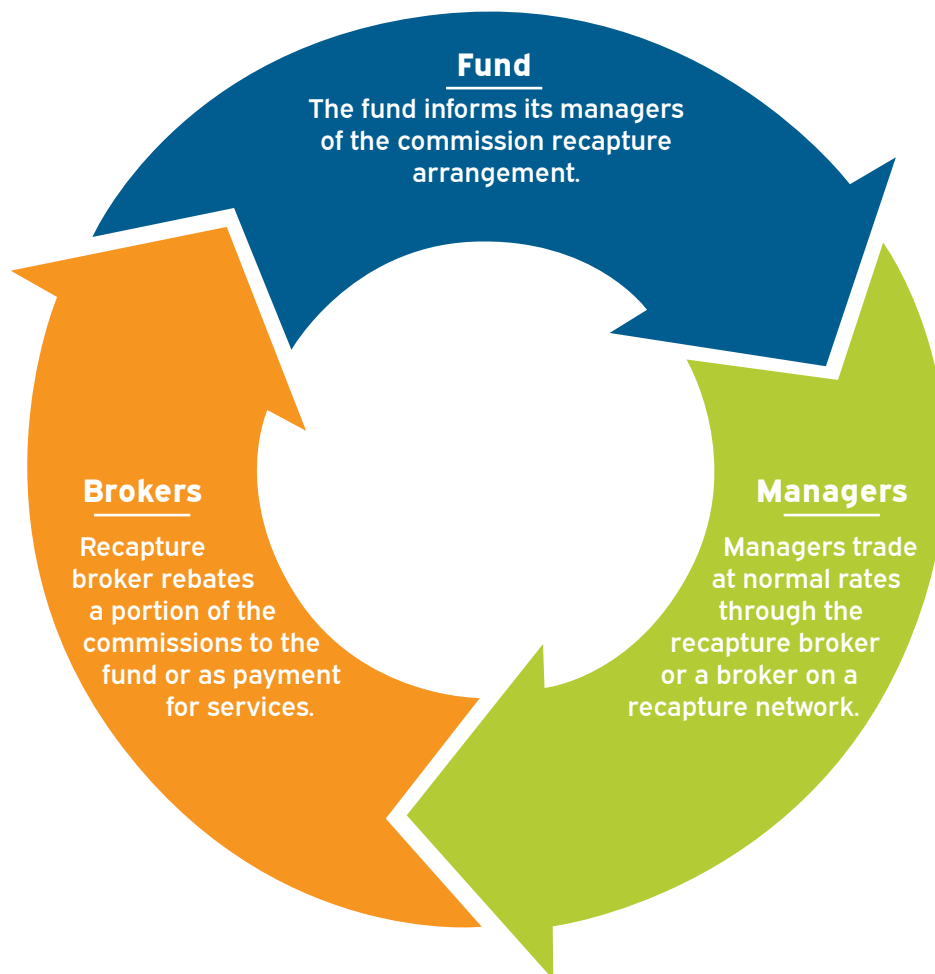 Fund
The fund informs its managers
of the commission recapture
arrangement.
Managers
Managers trade
at normal rates
through the
recapture broker
or a broker on a
recapture network.
Brokers
Recapture
broker rebates
a portion of the
commissions to the
fund or as payment
for services.